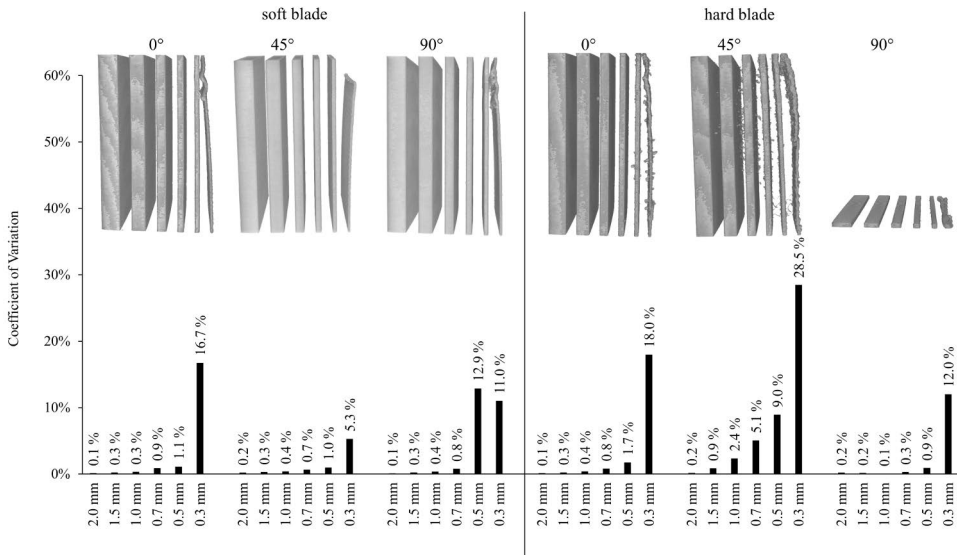 soft blade
hard blade
0°
45°
90°
0°
45°
90°
Coefficient of Variation
60%
50%
40%
30%
20%
10%
0%
0.1 %
0.3 %
0.3 %
0.9 %
1.1 %
16.7 %
0.2 %
0.3 %
0.4 %
0.7 %
1.0 %
5.3 %
0.1 %
0.3 %
0.4 %
0.8 %
12.9 %
11.0 %
0.1 %
0.3 %
0.4 %
0.8 %
1.7 %
18.0 %
0.2 %
0.9 %
2.4 %
5.1 %
9.0 %
28.5 %
0.2 %
0.2 %
0.1 %
0.3 %
0.9 %
12.0 %
2.0 mm
1.5 mm
1.0 mm
0.7 mm
0.5 mm
0.3 mm
2.0 mm
1.5 mm
1.0 mm
0.7 mm
0.5 mm
0.3 mm
2.0 mm
1.5 mm
1.0 mm
0.7 mm
0.5 mm
0.3 mm
2.0 mm
1.5 mm
1.0 mm
0.7 mm
0.5 mm
0.3 mm
2.0 mm
1.5 mm
1.0 mm
0.7 mm
0.5 mm
0.3 mm
2.0 mm
1.5 mm
1.0 mm
0.7 mm
0.5 mm
0.3 mm